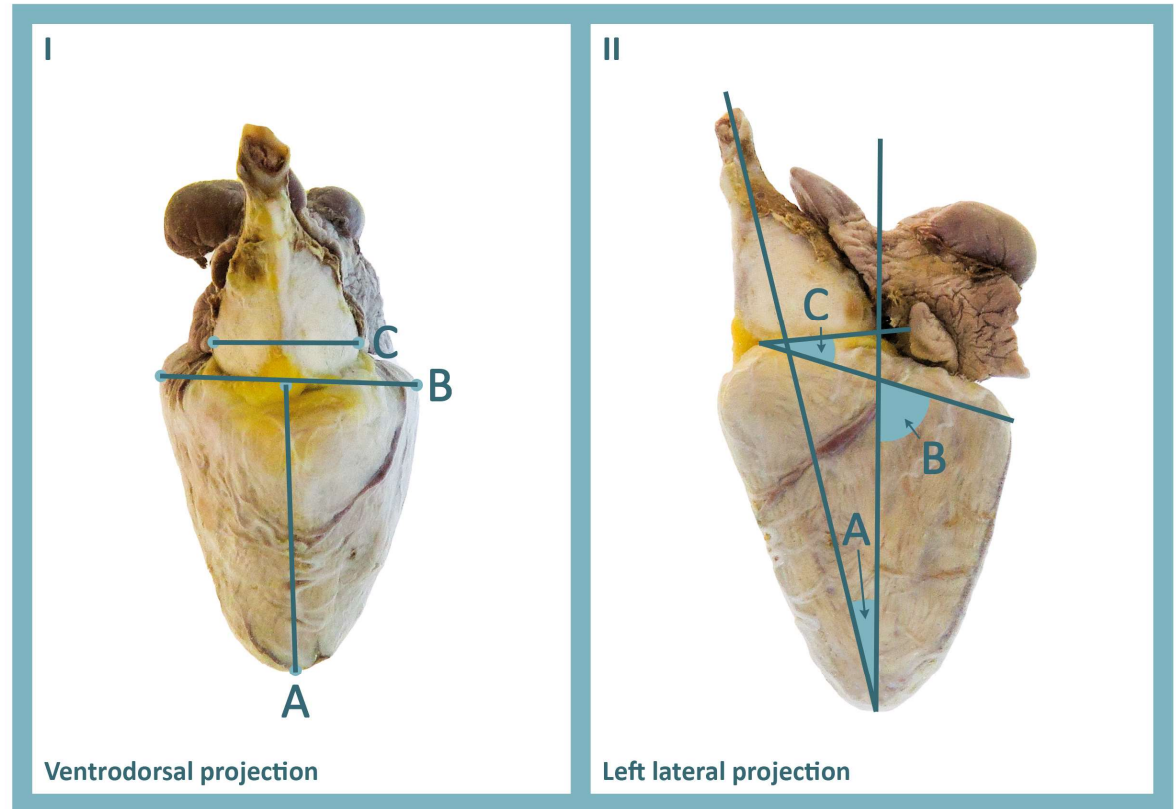 I
C
B
A
Ventrodorsal projection
II
C
B
A
Left lateral projection